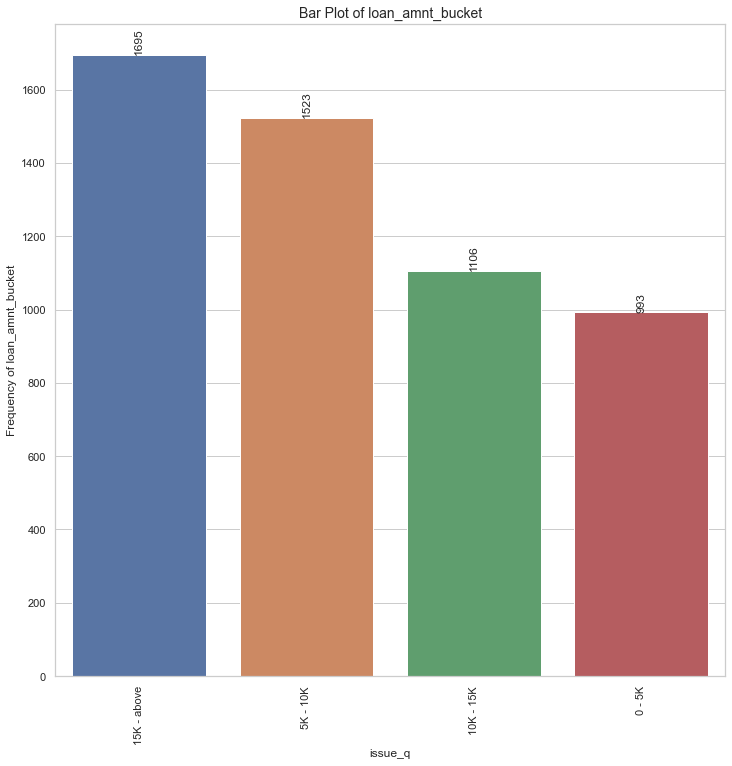 Bar Plot of loan_amnt_bucket
Frequency of loan_amnt_bucket
1600
1400
1200
1000
800
600
400
200
0
1695
1523
1106
993
15K - above
5K - 10K
10K - 15K
0 - 5K
issue_q